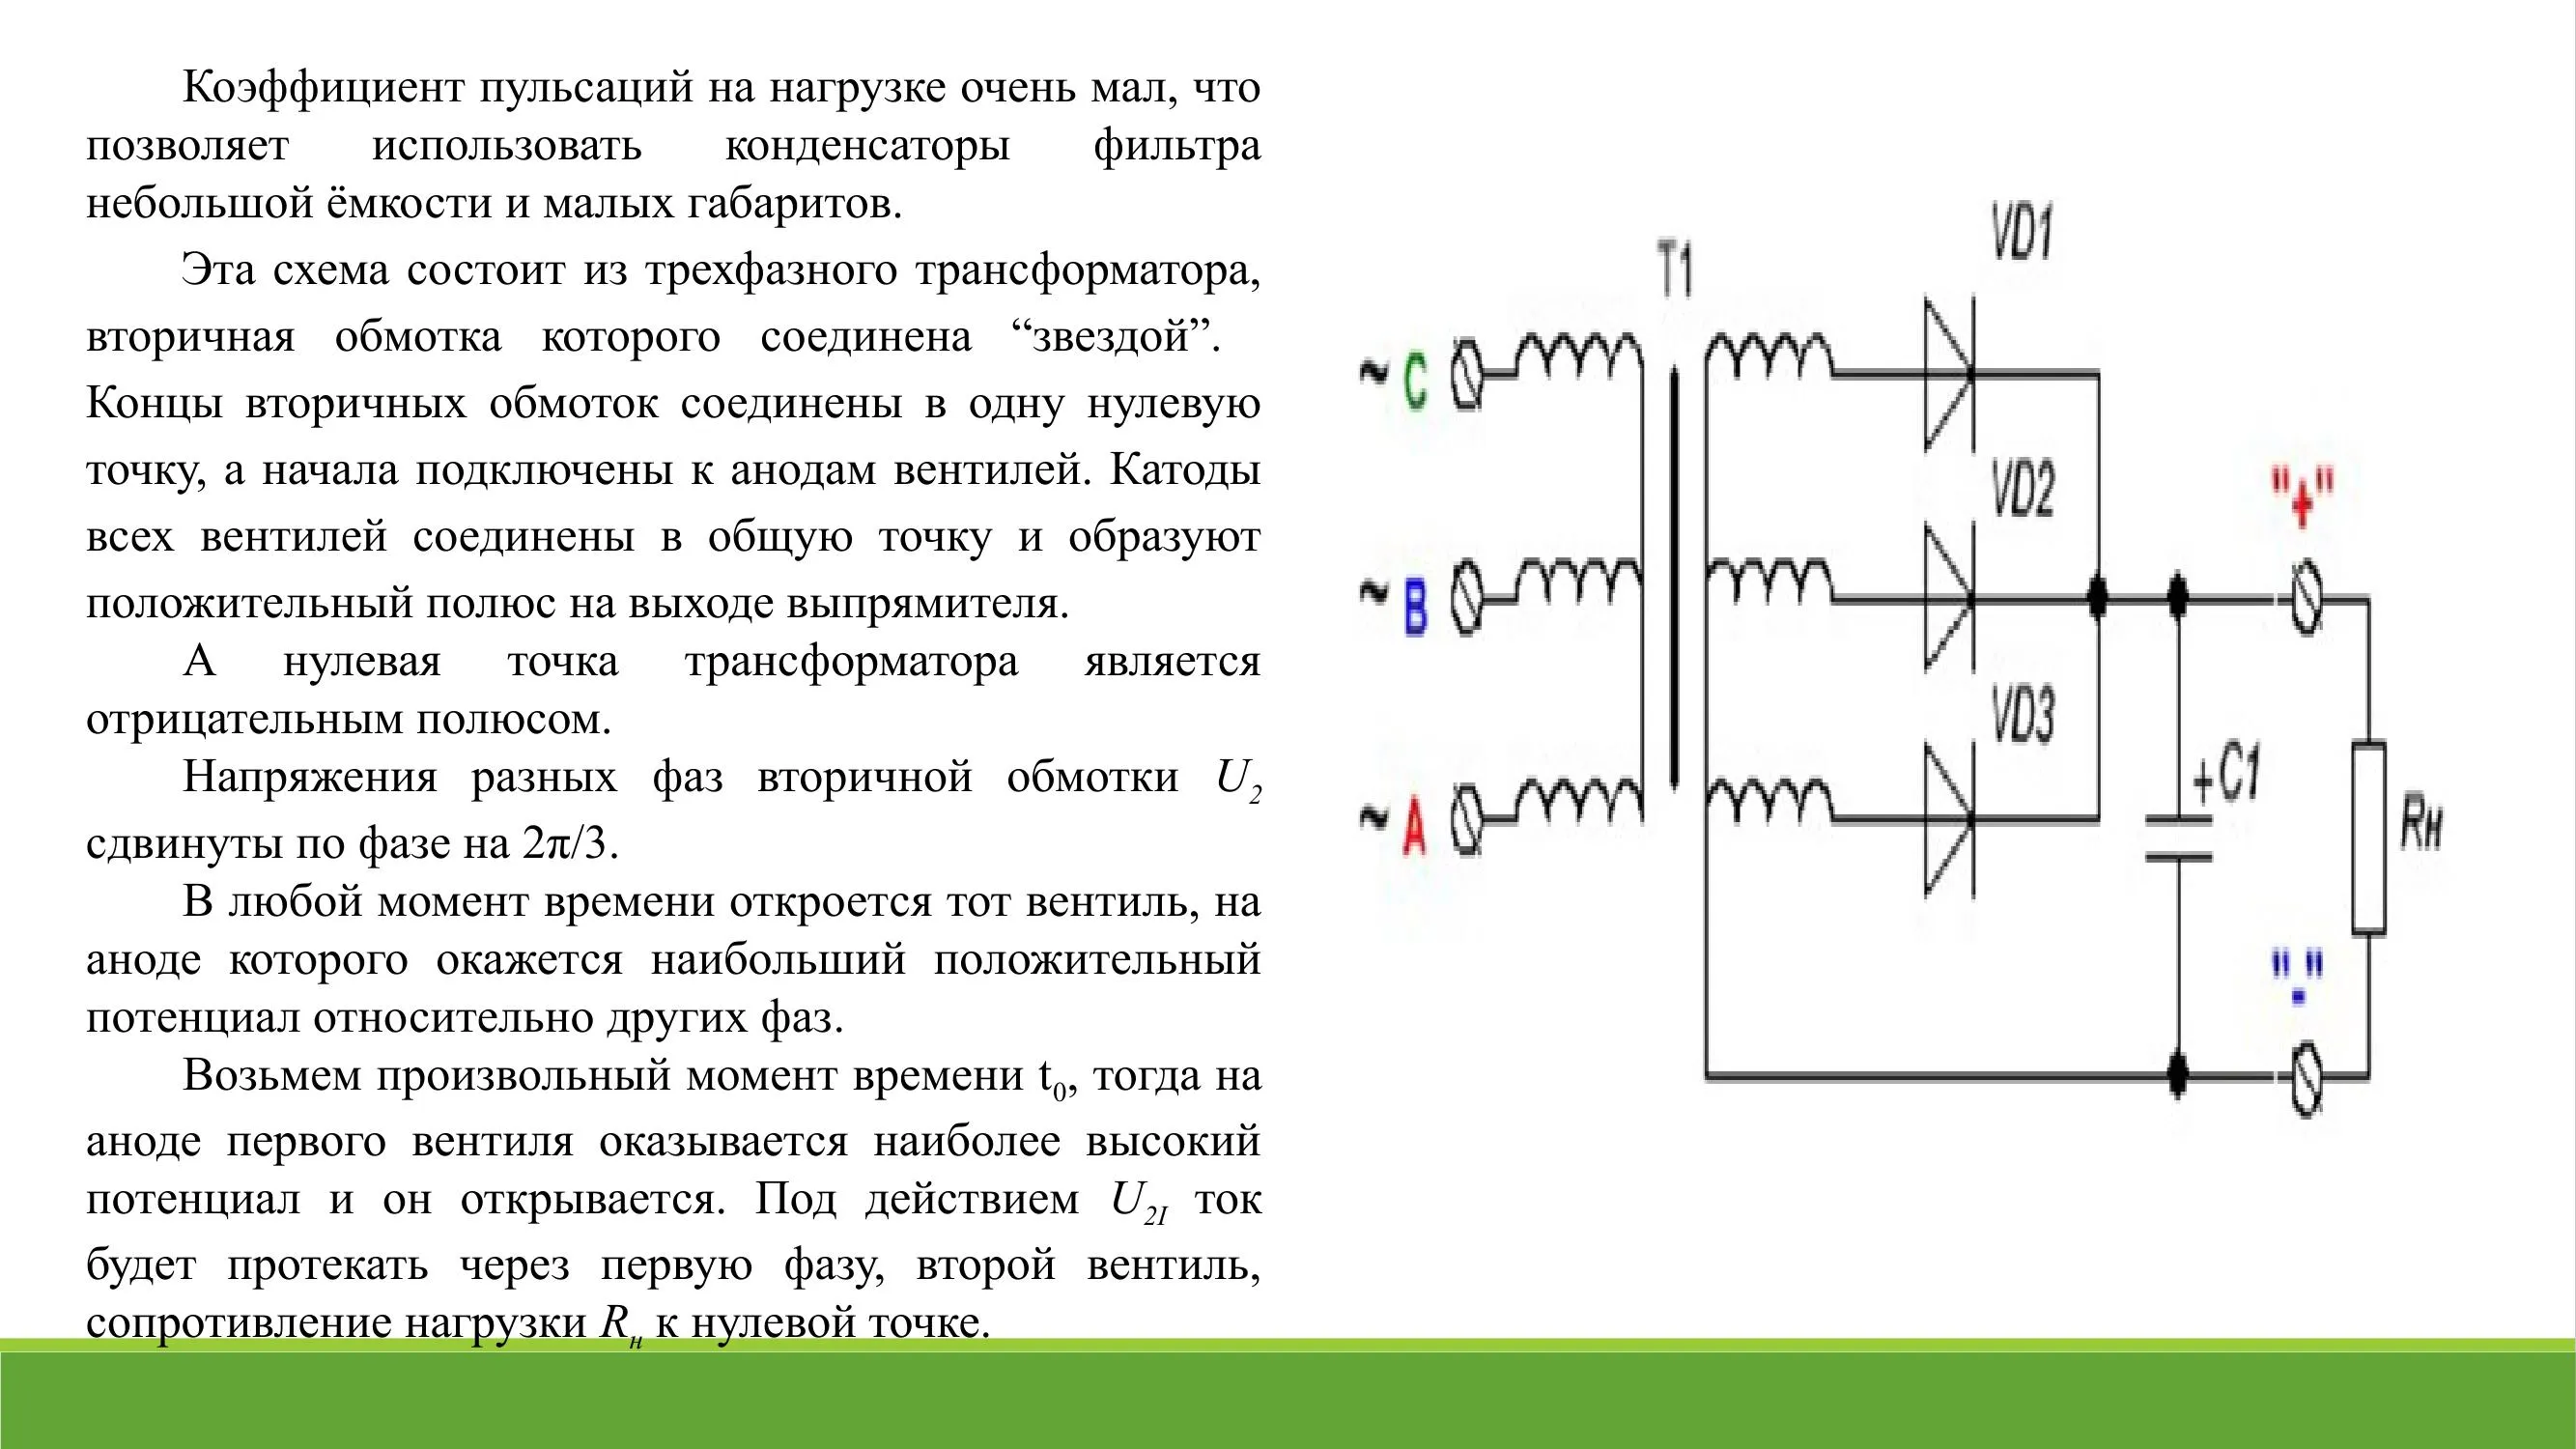 Коэффициент пульсаций на нагрузке очень мал, что
позволяет использовать конденсаторы фильтра
небольшой ёмкости и малых габаритов.
Эта схема состоит из трехфазного трансформатора,
вторичная обмотка которого соединена “звездой”.
Концы вторичных обмоток соединены в одну нулевую
точку, а начала подключены к анодам вентилей. Катоды
всех вентилей соединены в общую точку и образуют
положительный полюс на выходе выпрямителя.
А нулевая точка трансформатора является
отрицательным полюсом.
Напряжения разных фаз вторичной обмотки U2
сдвинуты по фазе на 2π/3.
В любой момент времени откроется тот вентиль, на
аноде которого окажется наибольший положительный
потенциал относительно других фаз.
Возьмем произвольный момент времени t0, тогда на
аноде первого вентиля оказывается наиболее высокий
потенциал и он открывается. Под действием U2I ток
будет протекать через первую фазу, второй вентиль,
сопротивление нагрузки Rн к нулевой точке.
VD1
T1
~ C
VD2
"+"
~ B
VD3
+C1
~ A
Rн
"-"